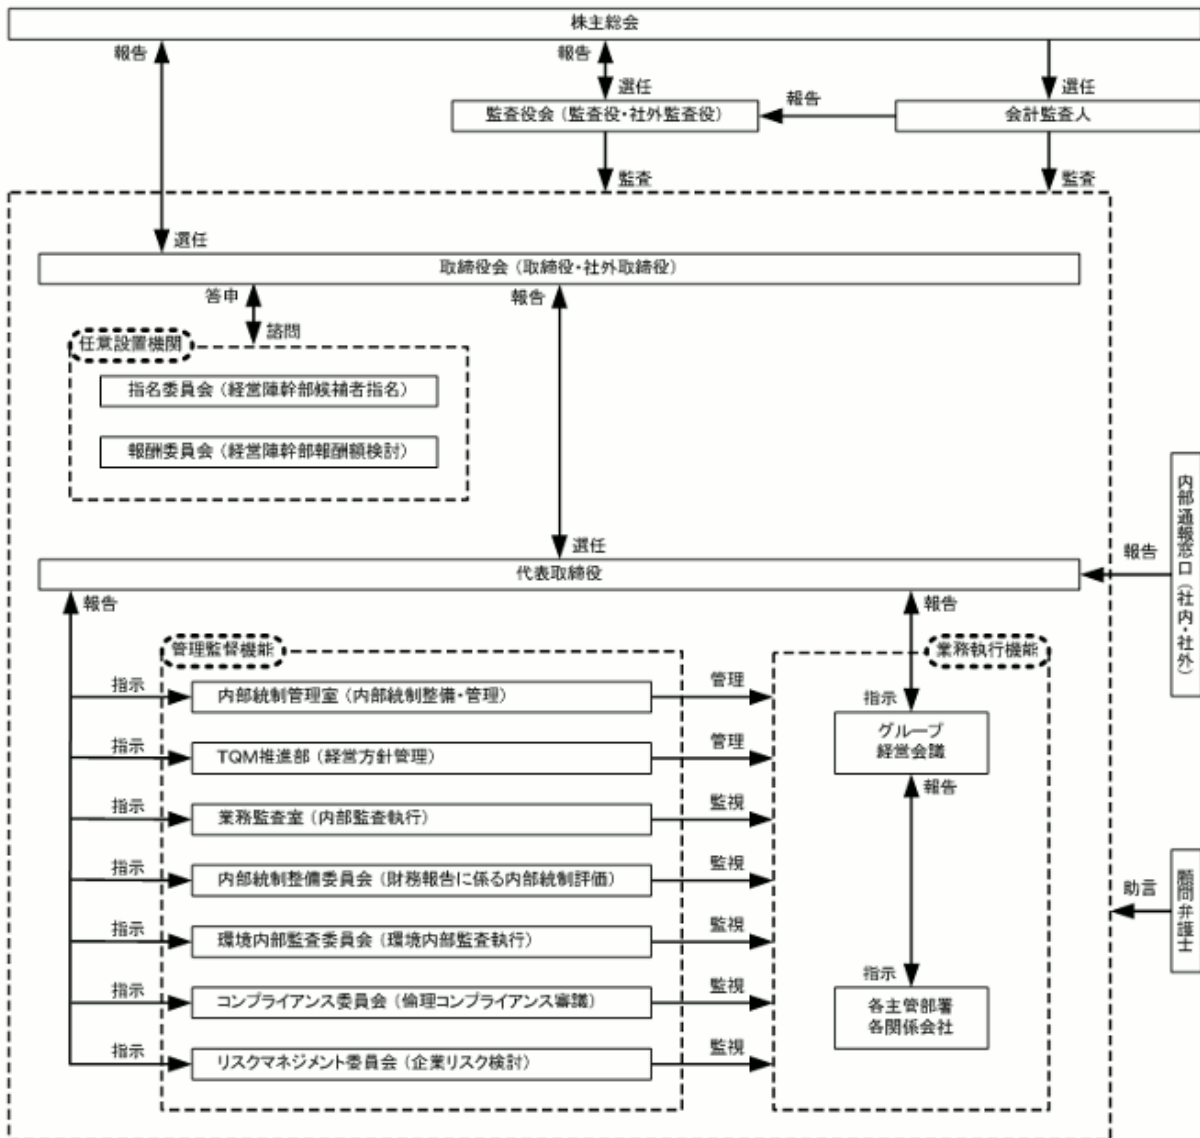 株主総会
報告
報告
選任
選任
監査役会（監査役・社外監査役）
報告
会計監査人
監査
監査
選任
取締役会（取締役・社外取締役）
答申
報告
諮問
任意設置機関
指名委員会（経営陣幹部候補者指名）
報酬委員会（経営陣幹部報酬額検討）
内部通報窓口（社内・社外）
選任
報告
代表取締役
報告
報告
管理監督機能
業務執行機能
指示
内部統制管理室（内部統制整備・管理）
管理
指示
グループ
経営会議
指示
TQM推進部（経営方針管理）
管理
報告
指示
業務監査室（内部監査執行）
監視
指示
内部統制整備委員会（財務報告に係る内部統制評価）
監視
助言
顧問弁護士
指示
環境内部監査委員会（環境内部監査執行）
監視
指示
指示
コンプライアンス委員会（倫理コンプライアンス審議）
監視
各主管部署
各関係会社
指示
リスクマネジメント委員会（企業リスク検討）
監視